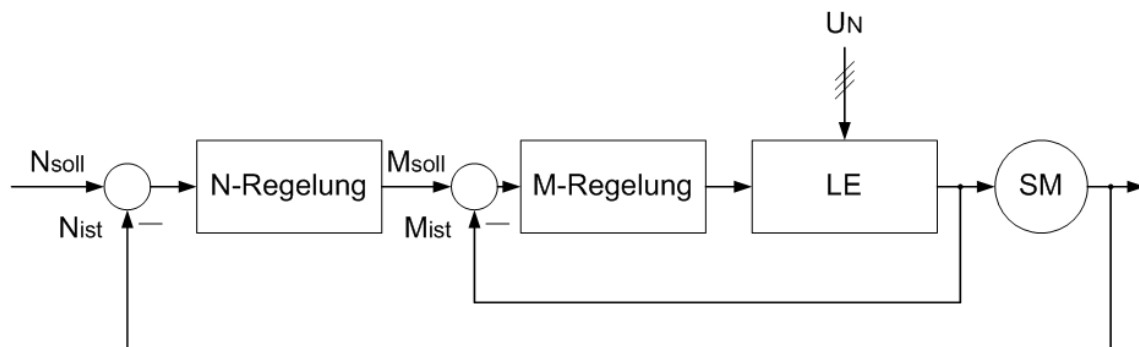 UN
Nsoll
N-Regelung
Msoll
M-Regelung
LE
SM
Nist
—
Mist
—